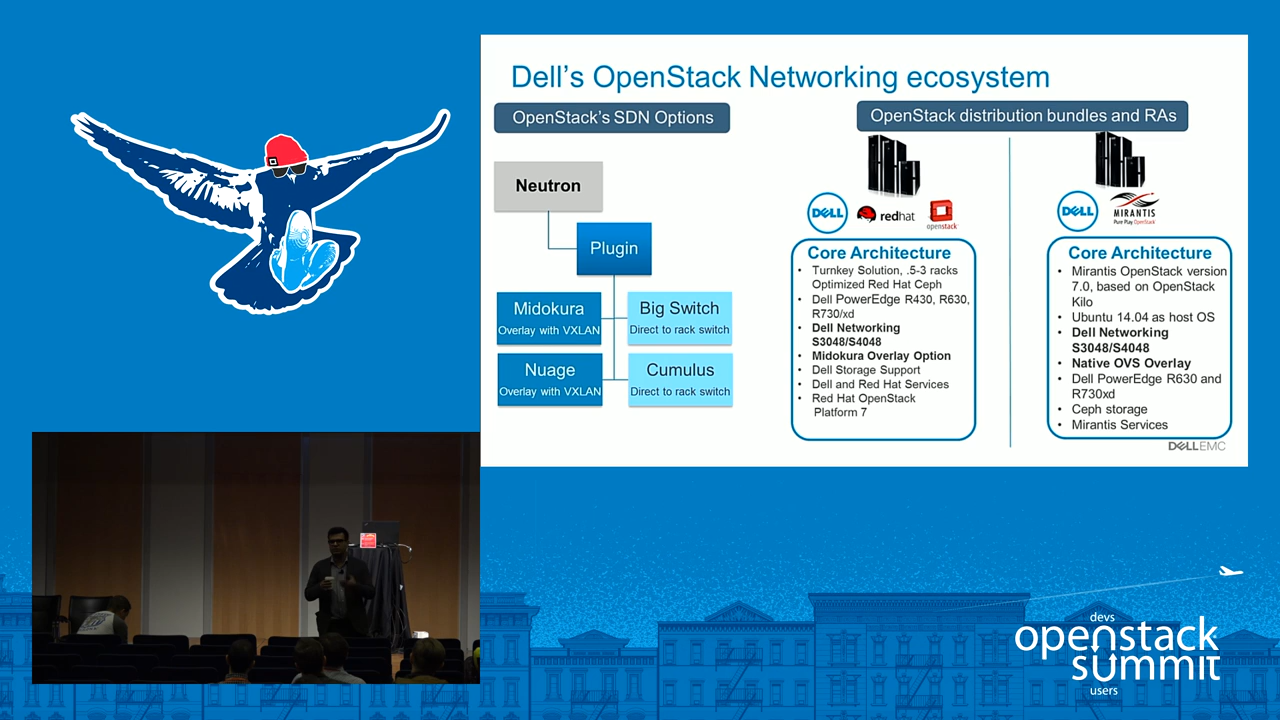 Dell's OpenStack Networking ecosystem
OpenStack's SDN Options
Neutron
Plugin
Midokura
Overlay with VXLAN
Big Switch
Direct to rack switch
Nuage
Overlay with VXLAN
Cumulus
Direct to rack switch
OpenStack distribution bundles and RAs
DELL
redhat
openstack
Core Architecture
• Turnkey Solution, .5-3 racks
Optimized Red Hat Ceph
• Dell PowerEdge R430, R630,
R730/xd
• Dell Networking
S3048/S4048
• Midokura Overlay Option
• Dell Storage Support
• Dell and Red Hat Services
• Red Hat OpenStack
Platform 7
DELL
MIRANTIS
Pure Play OpenStack
Core Architecture
• Mirantis OpenStack version
7.0, based on OpenStack
Kilo
• Ubuntu 14.04 as host OS
• Dell Networking
S3048/S4048
• Native OVS Overlay
• Dell PowerEdge R630 and
R730xd
• Ceph storage
• Mirantis Services
DELLEMC
devs
openstack
summit
users